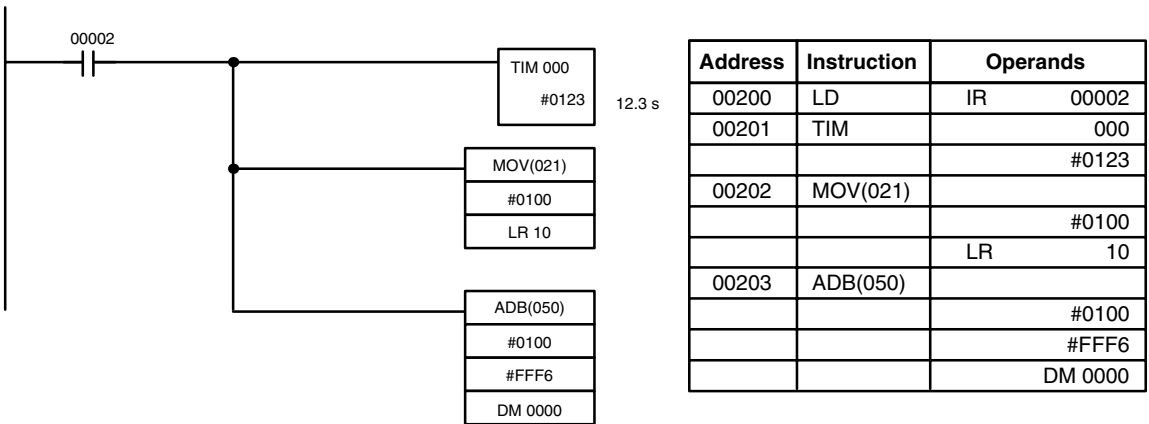 00002
TIM 000
#0123
12.3 s
MOV(021)
#0100
LR 10
ADB(050)
#0100
#FFF6
DM 0000
Address Instruction Operands
00200 LD IR 00002
00201 TIM 000
#0123
00202 MOV(021)
#0100
LR 10
00203 ADB(050)
#0100
#FFF6
DM 0000